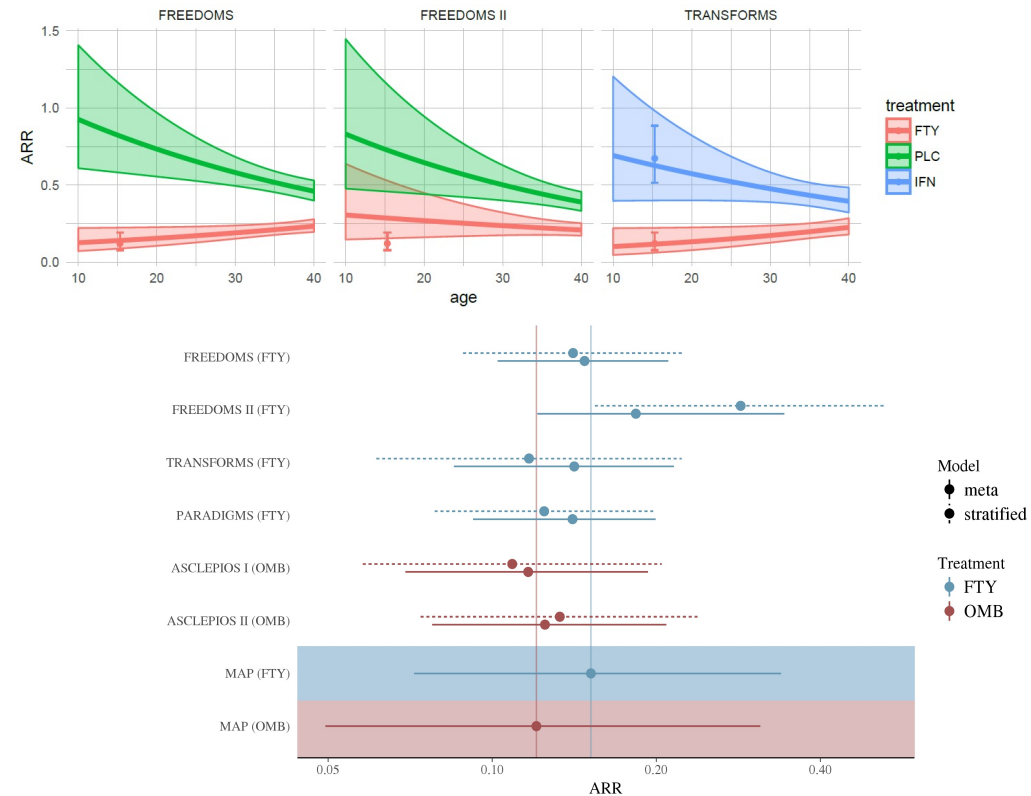 FREEDOMS FREEDOMS II TRANSFORMS
1.5
1.0
0.5
0.0
ARR
10 20 30 40 10 20 30 40 10 20 30 40
age
treatment
FTY
PLC
IFN
FREEDOMS (FTY)
FREEDOMS II (FTY)
TRANSFORMS (FTY)
PARADIGMS (FTY)
ASCLEPIOS I (OMB)
ASCLEPIOS II (OMB)
MAP (FTY)
MAP (OMB)
0.05 0.10 0.20 0.40
ARR
Model
meta
stratified
Treatment
FTY
OMB